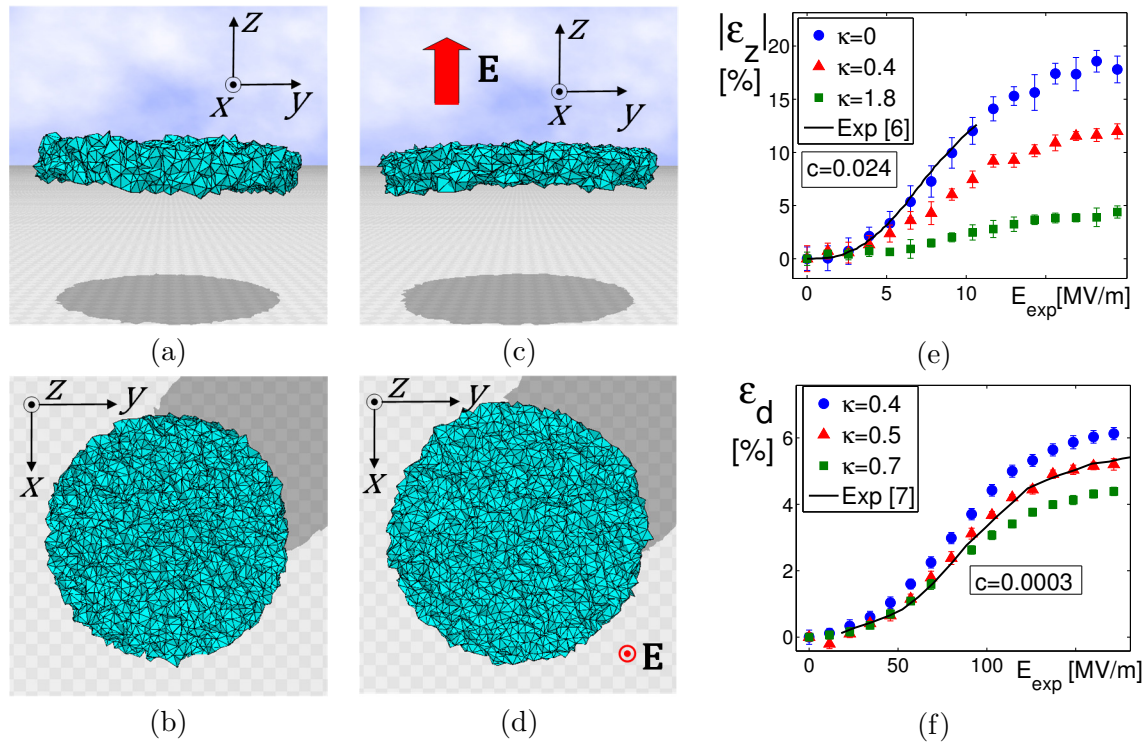 z
x
y
(a)
z
x
y
(b)
E
z
x
y
(c)
z
x
y
E
(d)
|ε_z|
[%]
20
15
10
5
0
κ=0
κ=0.4
κ=1.8
Exp [6]
c=0.024
0
5
10
E_exp[MV/m]
(e)
ε_d
[%]
6
4
2
0
κ=0.4
κ=0.5
κ=0.7
Exp [7]
c=0.0003
0
50
100
E_exp [MV/m]
(f)